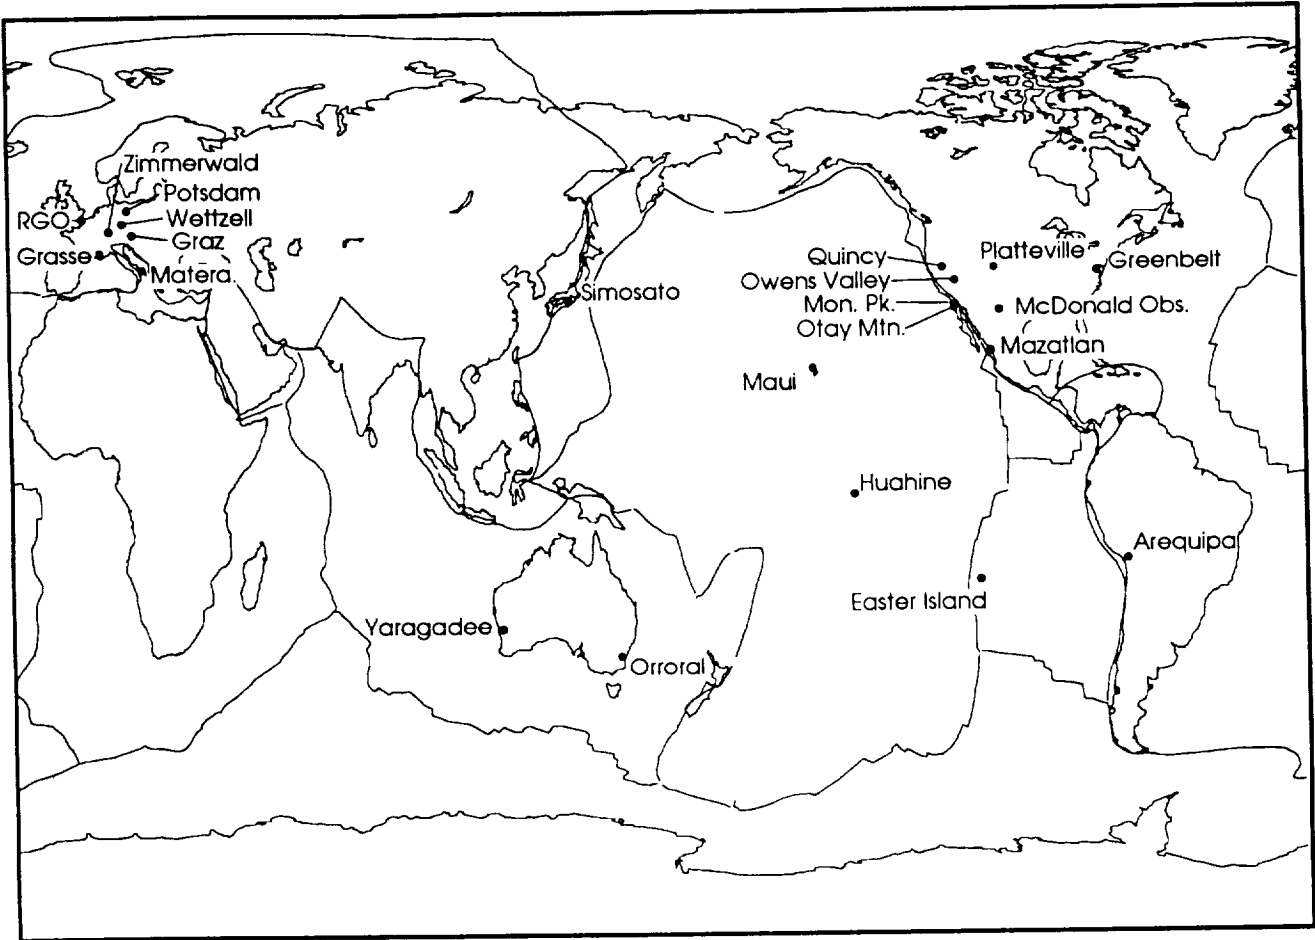 Zimmerwald
Potsdam
RGO
Wettzell
Graz
Grasse
Matera
Simosato
Quincy
Platteville
Greenbelt
Owens Valley
Mon. Pk.
McDonald Obs.
Otay Mtn.
Mazatlan
Maui
Huahine
Arequipa
Easter Island
Yaragadee
Orroral